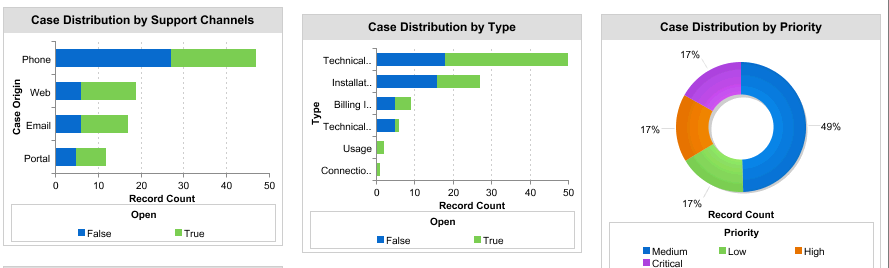 Case Distribution by Support Channels
Case Origin
Phone
Web
Email
Portal
0 10 20 30 40 50
Record Count
Open
False True
Case Distribution by Type
Type
Technical..
Installat..
Billing I..
Technical..
Usage
Connectio..
0 10 20 30 40 50
Record Count
Open
False True
Case Distribution by Priority
17%
17%
49%
17%
Record Count
Priority
Medium Low High
Critical